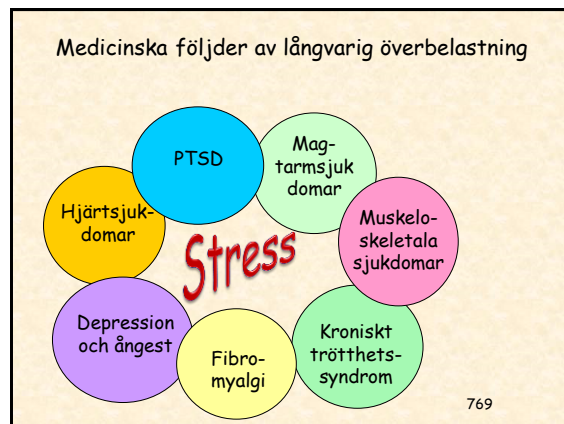 Medicinska följder av långvarig överbelastning
PTSD
Mag-
tarmsjuk
domar
Hjärtsjuk-
domar
Muskelo-
skeletala
sjukdomar
Stress
Depression
och ångest
Fibro-
myalgi
Kroniskt
trötthets-
syndrom
769